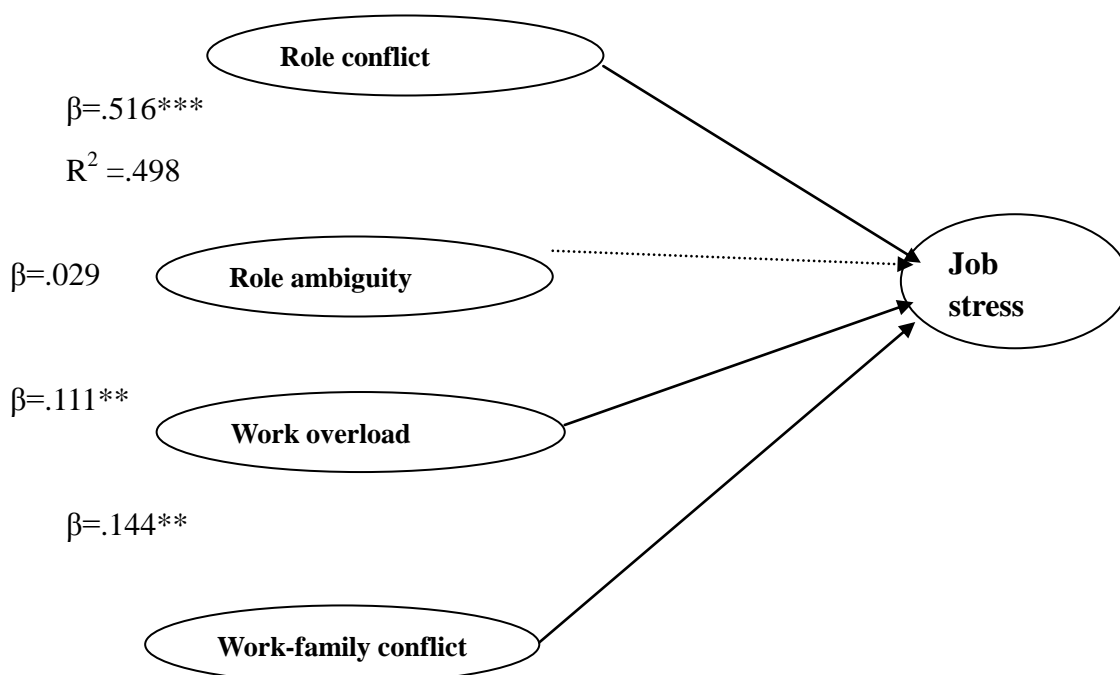 Role conflict
β=.516***
R² =.498
Role ambiguity
β=.029
Job
stress
β=.111**
Work overload
β=.144**
Work-family conflict